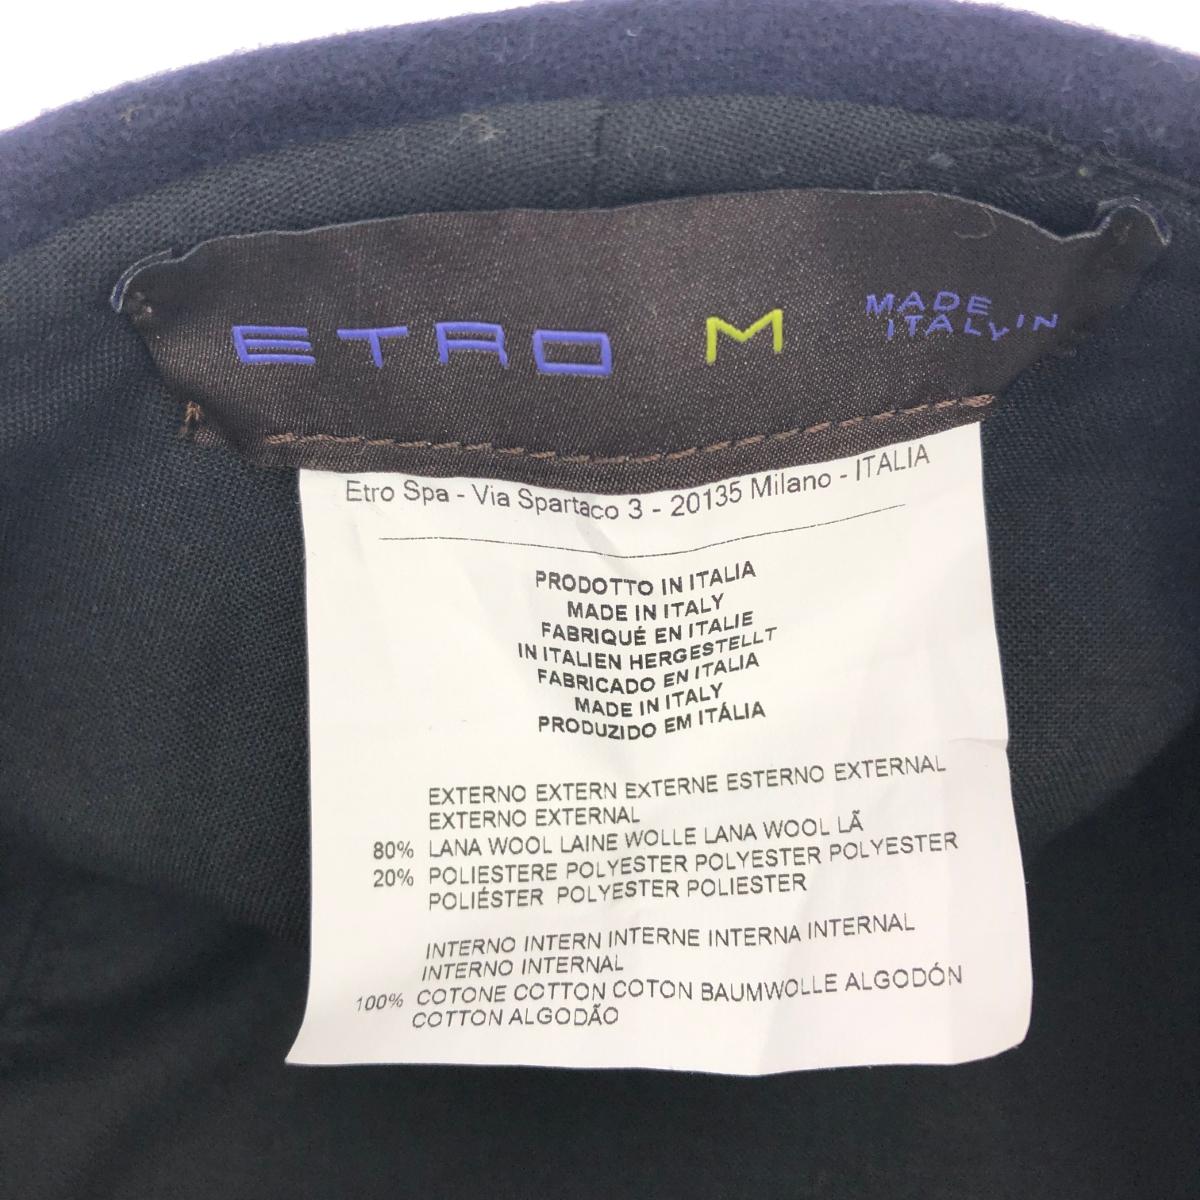 ETRO M MADE IN
ITALY
Etro Spa - Via Spartaco 3 - 20135 Milano - ITALIA
PRODOTTO IN ITALIA
MADE IN ITALY
FABRIQUÉ EN ITALIE
IN ITALIEN HERGESTELLT
FABRICADO EN ITALIA
MADE IN ITALY
PRODUZIDO EM ITÁLIA
EXTERNO EXTERN EXTERNE ESTERNO EXTERNAL
EXTERNO EXTERNAL
80% LANA WOOL LAINE WOLLE LANA WOOL LÃ
20% POLIESTERE POLYESTER POLYESTER POLYESTER
POLIÉSTER POLYESTER POLIESTER
INTERNO INTERN INTERNE INTERNA INTERNAL
INTERNO INTERNAL
100% COTONE COTTON COTON BAUMWOLLE ALGODÓN
COTTON ALGODÃO